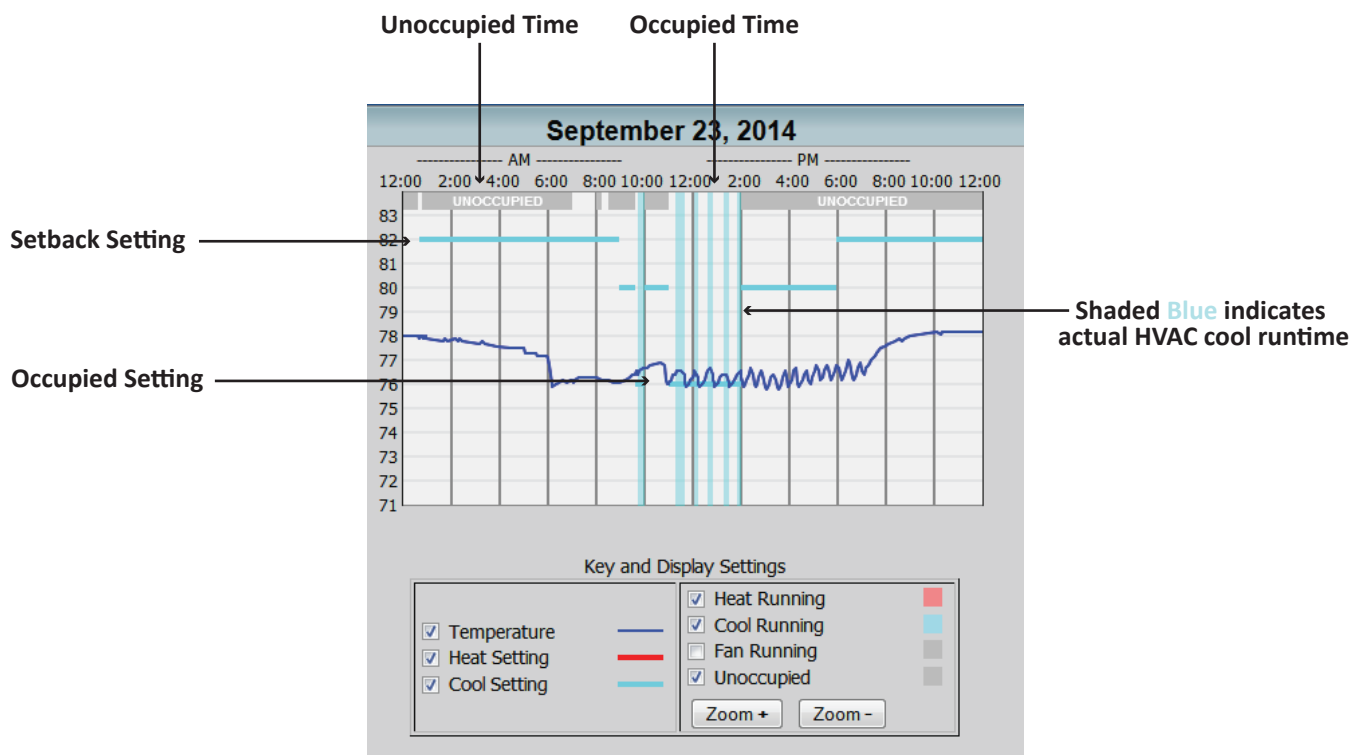 Unoccupied Time Occupied Time
September 23, 2014
AM PM
12:00 2:00 4:00 6:00 8:00 10:00 12:00 2:00 4:00 6:00 8:00 10:00 12:00
UNOCCUPIED UNOCCUPIED
83
Setback Setting 82
81
80
79
Shaded Blue indicates
actual HVAC cool runtime
78
77
Occupied Setting 76
75
74
73
72
71
Key and Display Settings
Heat Running
Temperature Cool Running
Heat Setting Fan Running
Cool Setting Unoccupied
Zoom + Zoom -